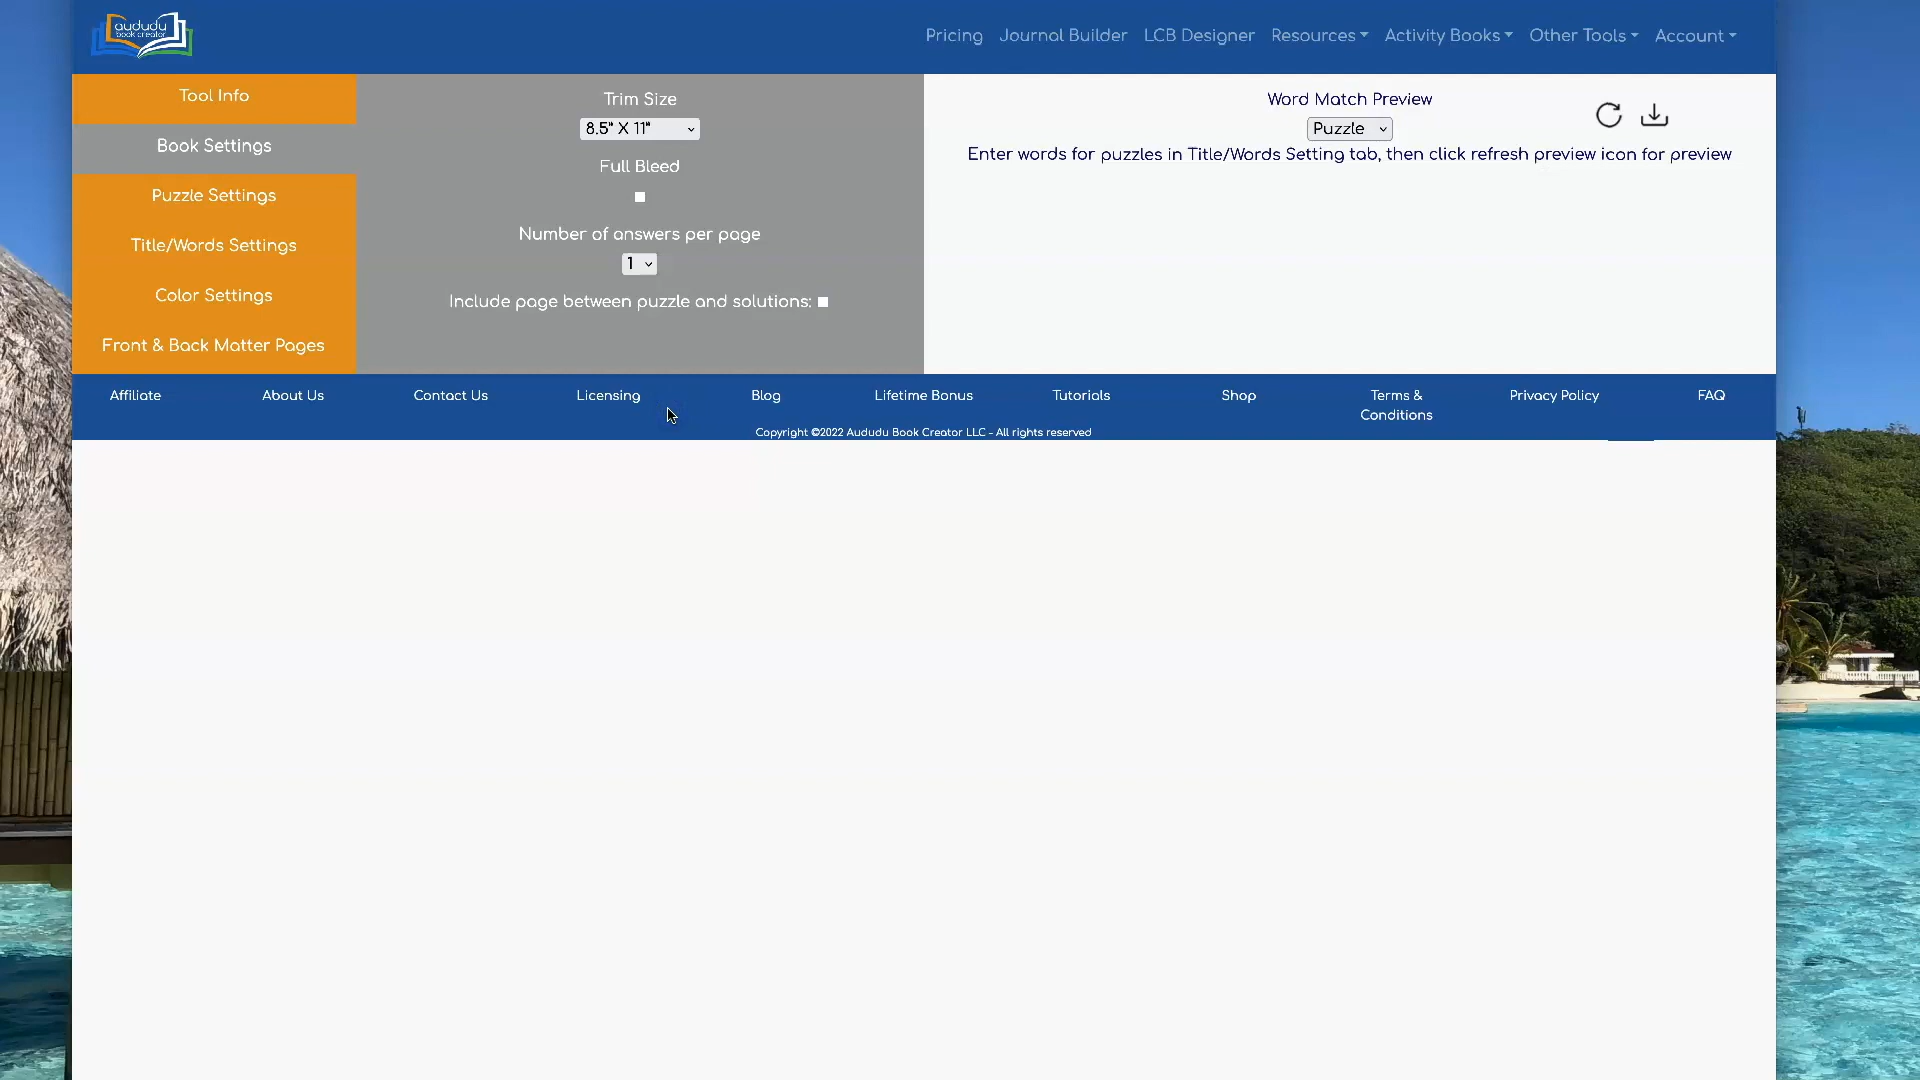 aududu
book creator
Pricing Journal Builder LCB Designer Resources Activity Books Other Tools Account
Tool Info
Book Settings
Puzzle Settings
Title/Words Settings
Color Settings
Front & Back Matter Pages
Trim Size
8.5" X 11"
Full Bleed
Number of answers per page
1
Include page between puzzle and solutions:
Word Match Preview
Puzzle
Enter words for puzzles in Title/Words Setting tab, then click refresh preview icon for preview
Affiliate About Us Contact Us Licensing Blog Lifetime Bonus Tutorials Shop Terms & Conditions Privacy Policy FAQ
Copyright ©2022 Aududu Book Creator LLC - All rights reserved